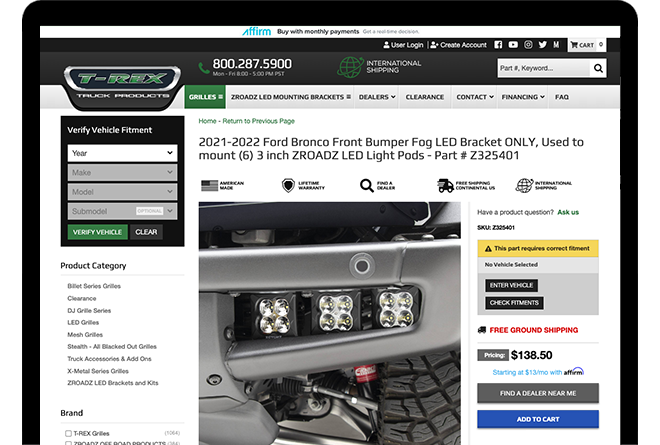 affirm Buy with monthly payments Get a real-time decision.
User Login Create Account CART 0
T-REX
TRUCK PRODUCTS
800.287.5900
Mon - Fri 8:00 - 5:00 PM PST
INTERNATIONAL
SHIPPING
Part #, Keyword...
GRILLES ZROADZ LED MOUNTING BRACKETS DEALERS CLEARANCE CONTACT FINANCING FAQ
Verify Vehicle Fitment
Year
Make
Model
Submodel OPTIONAL
VERIFY VEHICLE CLEAR
Product Category
Billet Series Grilles
Clearance
DJ Grille Series
LED Grilles
Mesh Grilles
Stealth - All Blacked Out Grilles
Truck Accessories & Add Ons
X-Metal Series Grilles
ZROADZ LED Brackets and Kits
Brand
T-REX Grilles (1064)
ZROADZ OFF ROAD PRODUCTS (384)
Home - Return to Previous Page
2021-2022 Ford Bronco Front Bumper Fog LED Bracket ONLY, Used to
mount (6) 3 inch ZROADZ LED Light Pods - Part # Z325401
AMERICAN
MADE
LIFETIME
WARRANTY
FIND A
DEALER
FREE SHIPPING
CONTINENTAL US
INTERNATIONAL
SHIPPING
Have a product question? Ask us
SKU: Z325401
This part requires correct fitment
No Vehicle Selected
ENTER VEHICLE
CHECK FITMENTS
FREE GROUND SHIPPING
Pricing: $138.50
Starting at $13/mo with affirm
FIND A DEALER NEAR ME
ADD TO CART